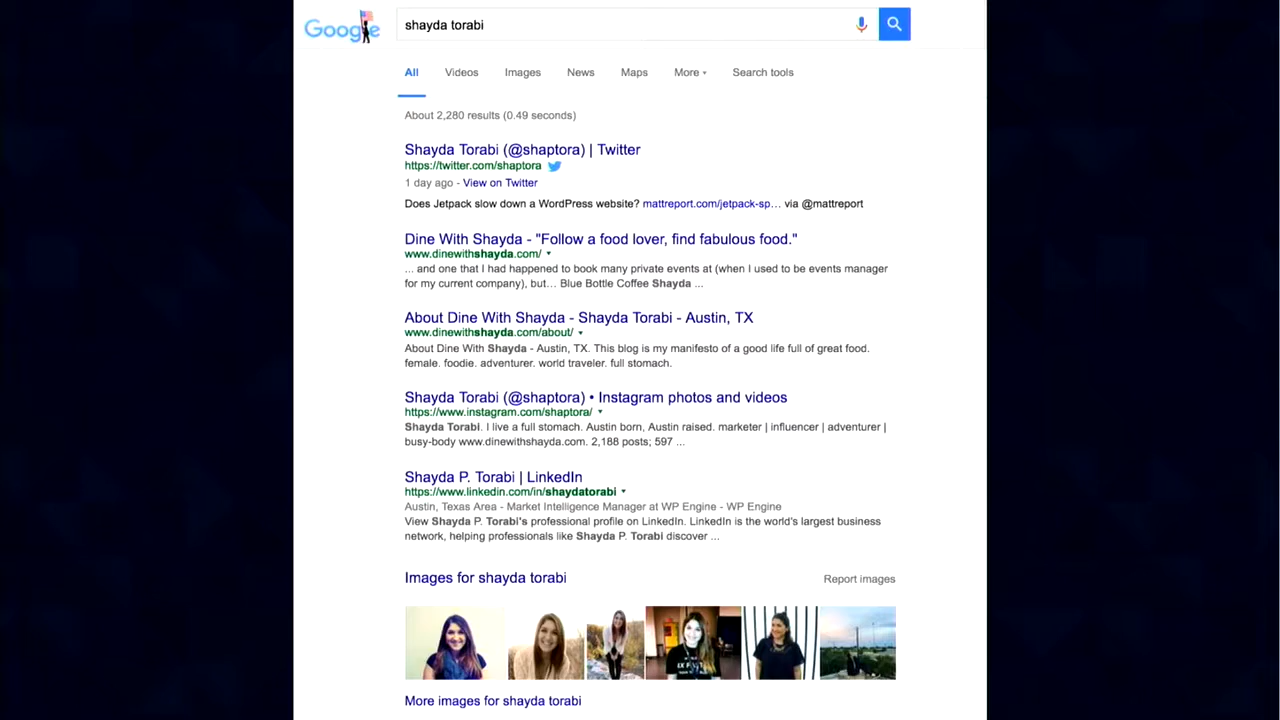 Google
shayda torabi
All Videos Images News Maps More Search tools
About 2,280 results (0.49 seconds)
Shayda Torabi (@shaptora) | Twitter
https://twitter.com/shaptora
1 day ago - View on Twitter
Does Jetpack slow down a WordPress website? mattreport.com/jetpack-sp… via @mattreport
Dine With Shayda - "Follow a food lover, find fabulous food."
www.dinewithshayda.com/
... and one that I had happened to book many private events at (when I used to be events manager
for my current company), but… Blue Bottle Coffee Shayda ...
About Dine With Shayda - Shayda Torabi - Austin, TX
www.dinewithshayda.com/about/
About Dine With Shayda - Austin, TX. This blog is my manifesto of a good life full of great food.
female. foodie. adventurer. world traveler. full stomach.
Shayda Torabi (@shaptora) • Instagram photos and videos
https://www.instagram.com/shaptora/
Shayda Torabi. I live a full stomach. Austin born, Austin raised. marketer | influencer | adventurer |
busy-body www.dinewithshayda.com. 2,188 posts; 597 ...
Shayda P. Torabi | LinkedIn
https://www.linkedin.com/in/shaydatorabi
Austin, Texas Area - Market Intelligence Manager at WP Engine - WP Engine
View Shayda P. Torabi's professional profile on LinkedIn. LinkedIn is the world's largest business
network, helping professionals like Shayda P. Torabi discover ...
Images for shayda torabi Report images
More images for shayda torabi